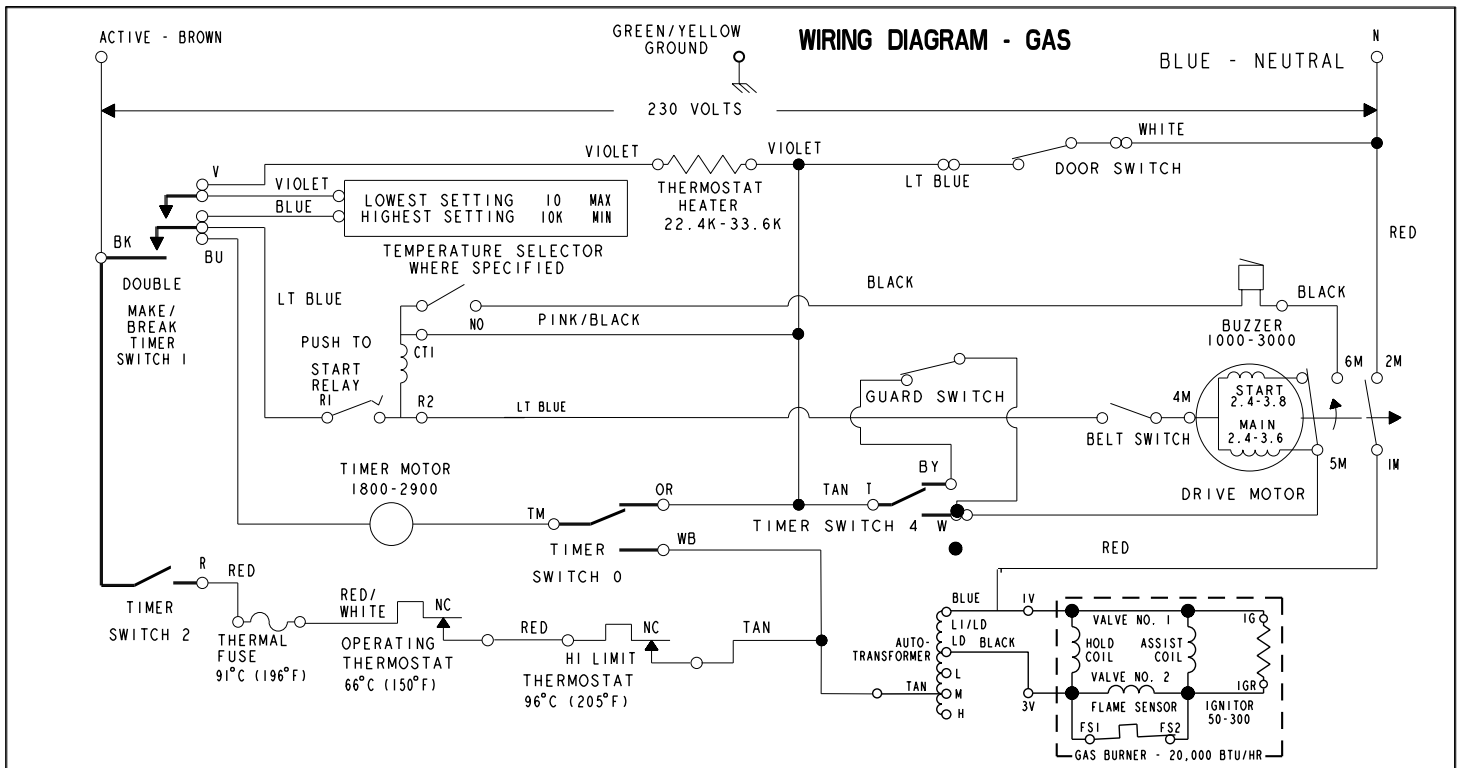 WIRING DIAGRAM - GAS
ACTIVE - BROWN
GREEN/YELLOW
GROUND
N
BLUE - NEUTRAL
230 VOLTS
VIOLET
VIOLET
WHITE
V
VIOLET
BLUE
LOWEST SETTING 10 MAX
HIGHEST SETTING 10K MIN
THERMOSTAT
HEATER
22.4K-33.6K
LT BLUE
DOOR SWITCH
BK
BU
TEMPERATURE SELECTOR
WHERE SPECIFIED
RED
DOUBLE
MAKE/
BREAK
TIMER
SWITCH 1
LT BLUE
BLACK
BLACK
NO
PINK/BLACK
BUZZER
1000-3000
PUSH TO
START
RELAY
CT1
6M
2M
R1
R2
LT BLUE
GUARD SWITCH
BELT SWITCH
4M
START
2.4-3.8
MAIN
2.4-3.6
5M
1M
DRIVE MOTOR
TIMER MOTOR
1800-2900
TM
OR
TAN
T
BY
TIMER SWITCH 4
W
TIMER
SWITCH 0
WB
RED
R
RED
TIMER
SWITCH 2
THERMAL
FUSE
91°C (196°F)
RED/
WHITE
NC
OPERATING
THERMOSTAT
66°C (150°F)
RED
NC
HI LIMIT
THERMOSTAT
96°C (205°F)
TAN
TAN
AUTO-
TRANSFORMER
BLUE
LI/LD
LD
BLACK
L
M
H
1V
3V
VALVE NO. 1
HOLD
COIL
ASSIST
COIL
VALVE NO. 2
FLAME SENSOR
FS1
FS2
IG
IGR
IGNITOR
50-300
GAS BURNER - 20,000 BTU/HR